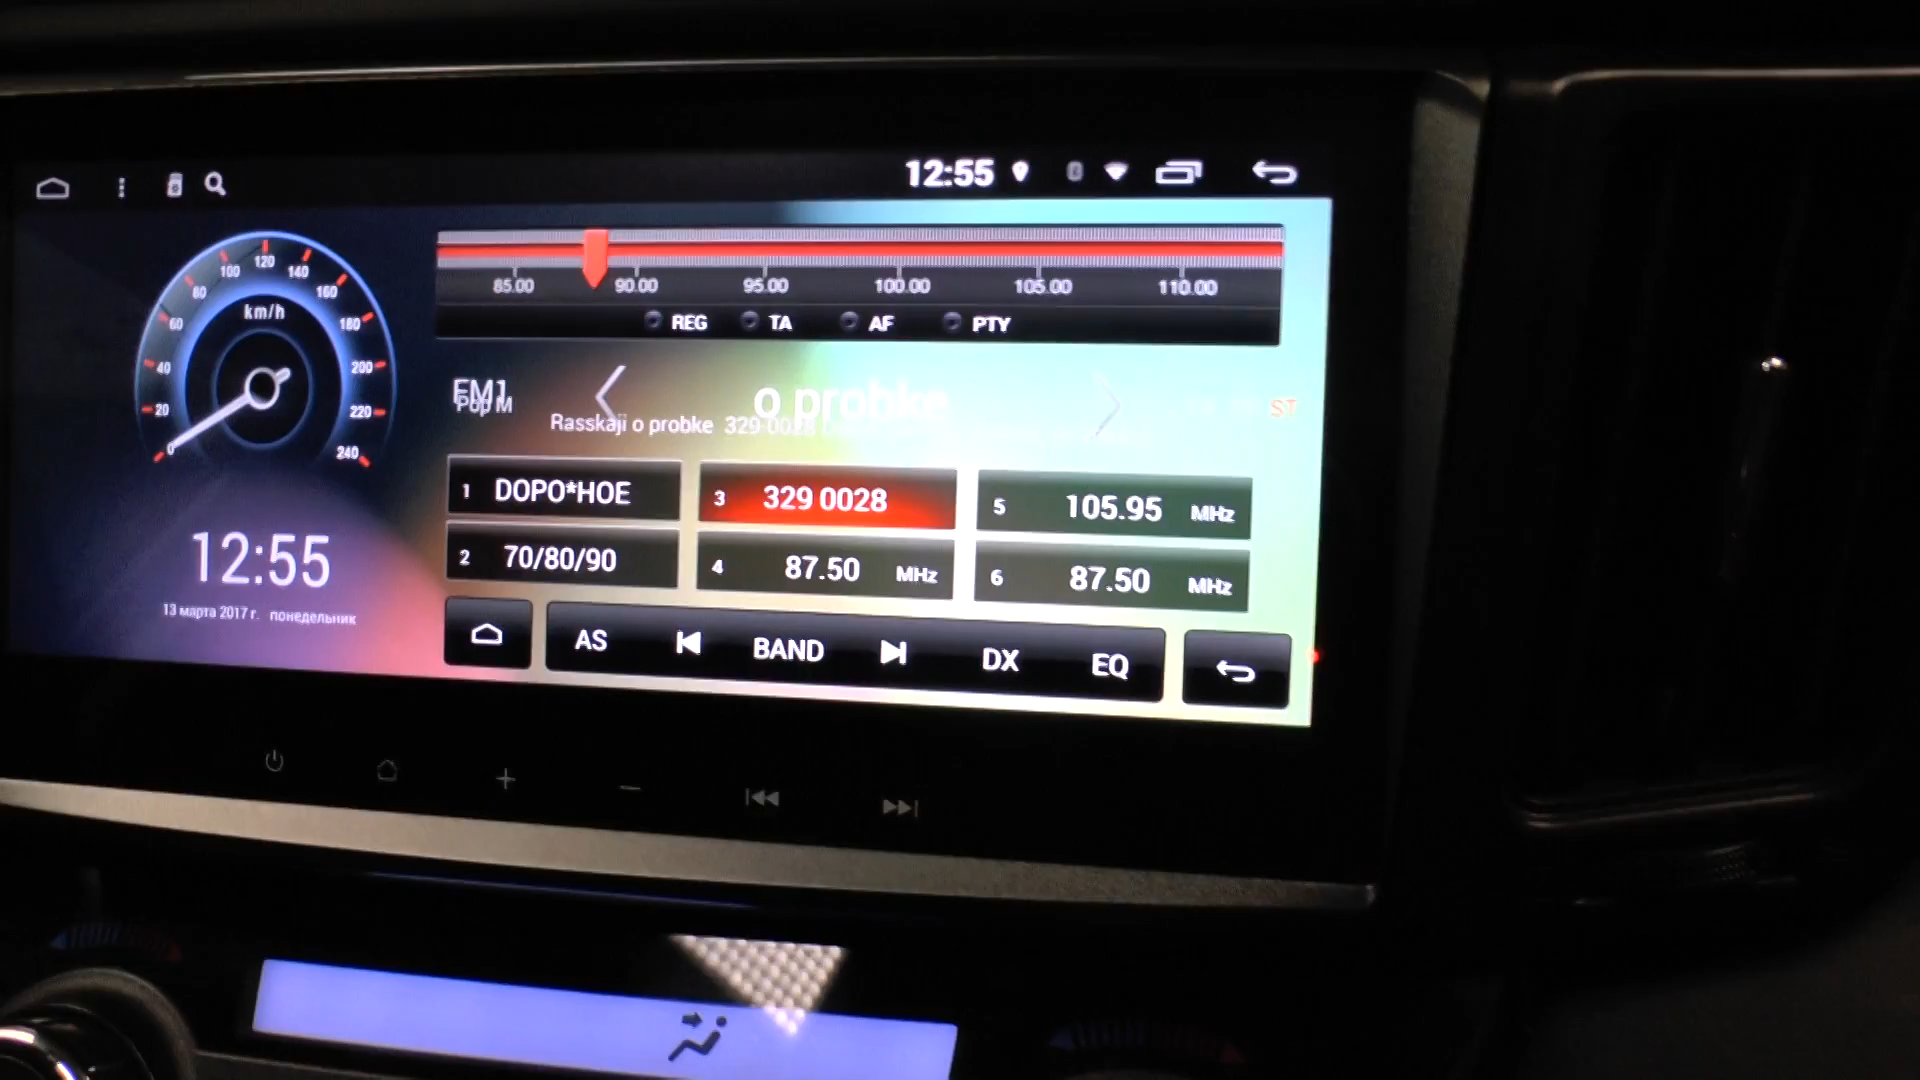 12:55
120
100 140
80 160
km/h
60 180
40 200
20 220
0 240
12:55
13 марта 2017 г. понедельник
85.00 90.00 95.00 100.00 105.00 110.00
REG TA AF PTY
FM1 o probke ST
Pop M
Rasskaji o probke 329-0028
1 DOPO*HOE 3 329 0028 5 105.95 MHz
2 70/80/90 4 87.50 MHz 6 87.50 MHz
AS BAND DX EQ